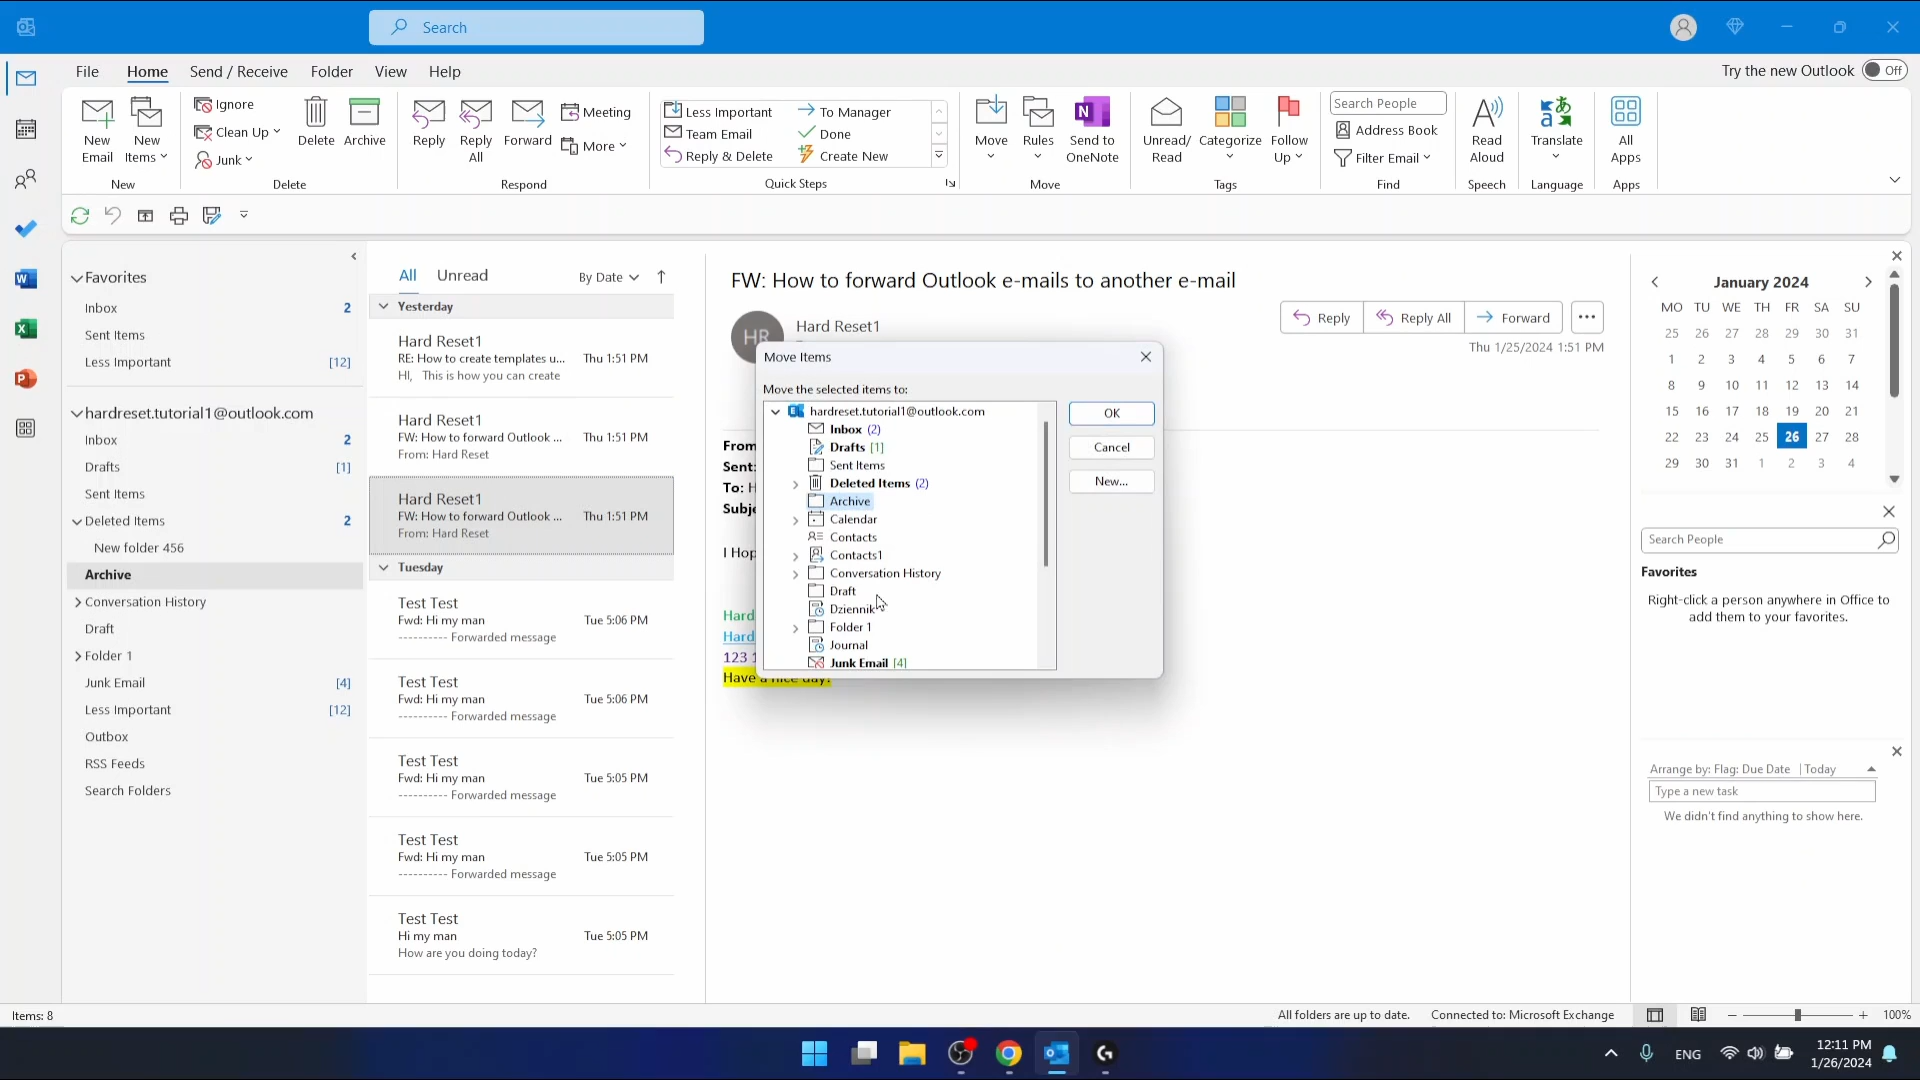 Search
File Home Send / Receive Folder View Help
Try the new Outlook Off
New Email
New Items
Ignore
Clean Up
Junk
Delete
Archive
Reply
Reply All
Forward
Meeting
More
Less Important
Team Email
Reply & Delete
To Manager
Done
Create New
Move
Rules
Send to OneNote
Unread/ Read
Categorize
Follow Up
Search People
Address Book
Filter Email
Read Aloud
Translate
All Apps
New
Delete
Respond
Quick Steps
Move
Tags
Find
Speech
Language
Apps
Favorites
Inbox 2
Sent Items
Less Important [12]
hardreset.tutorial1@outlook.com
Inbox 2
Drafts [1]
Sent Items
Deleted Items 2
New folder 456
Archive
Conversation History
Draft
Folder 1
Junk Email [4]
Less Important [12]
Outbox
RSS Feeds
Search Folders
All Unread By Date
Yesterday
Hard Reset1
RE: How to create templates u... Thu 1:51 PM
HI, This is how you can create
Hard Reset1
FW: How to forward Outlook ... Thu 1:51 PM
From: Hard Reset
Hard Reset1
FW: How to forward Outlook ... Thu 1:51 PM
From: Hard Reset
Tuesday
Test Test
Fwd: Hi my man Tue 5:06 PM
---------- Forwarded message
Test Test
Fwd: Hi my man Tue 5:06 PM
---------- Forwarded message
Test Test
Fwd: Hi my man Tue 5:05 PM
---------- Forwarded message
Test Test
Fwd: Hi my man Tue 5:05 PM
---------- Forwarded message
Test Test
Hi my man Tue 5:05 PM
How are you doing today?
FW: How to forward Outlook e-mails to another e-mail
HR
Hard Reset1
Reply Reply All Forward
Thu 1/25/2024 1:51 PM
From
Sent:
To: H
Subje
I Hop
Hard
Hard
123 1
Have a nice day!
Move Items
Move the selected items to:
hardreset.tutorial1@outlook.com
Inbox (2)
Drafts [1]
Sent Items
Deleted Items (2)
Archive
Calendar
Contacts
Contacts1
Conversation History
Draft
Dziennik
Folder 1
Journal
Junk Email [4]
OK
Cancel
New...
January 2024
MO TU WE TH FR SA SU
25 26 27 28 29 30 31
1 2 3 4 5 6 7
8 9 10 11 12 13 14
15 16 17 18 19 20 21
22 23 24 25 26 27 28
29 30 31 1 2 3 4
Search People
Favorites
Right-click a person anywhere in Office to
add them to your favorites.
Arrange by: Flag: Due Date Today
Type a new task
We didn't find anything to show here.
Items: 8
All folders are up to date. Connected to: Microsoft Exchange 100%
ENG
12:11 PM
1/26/2024